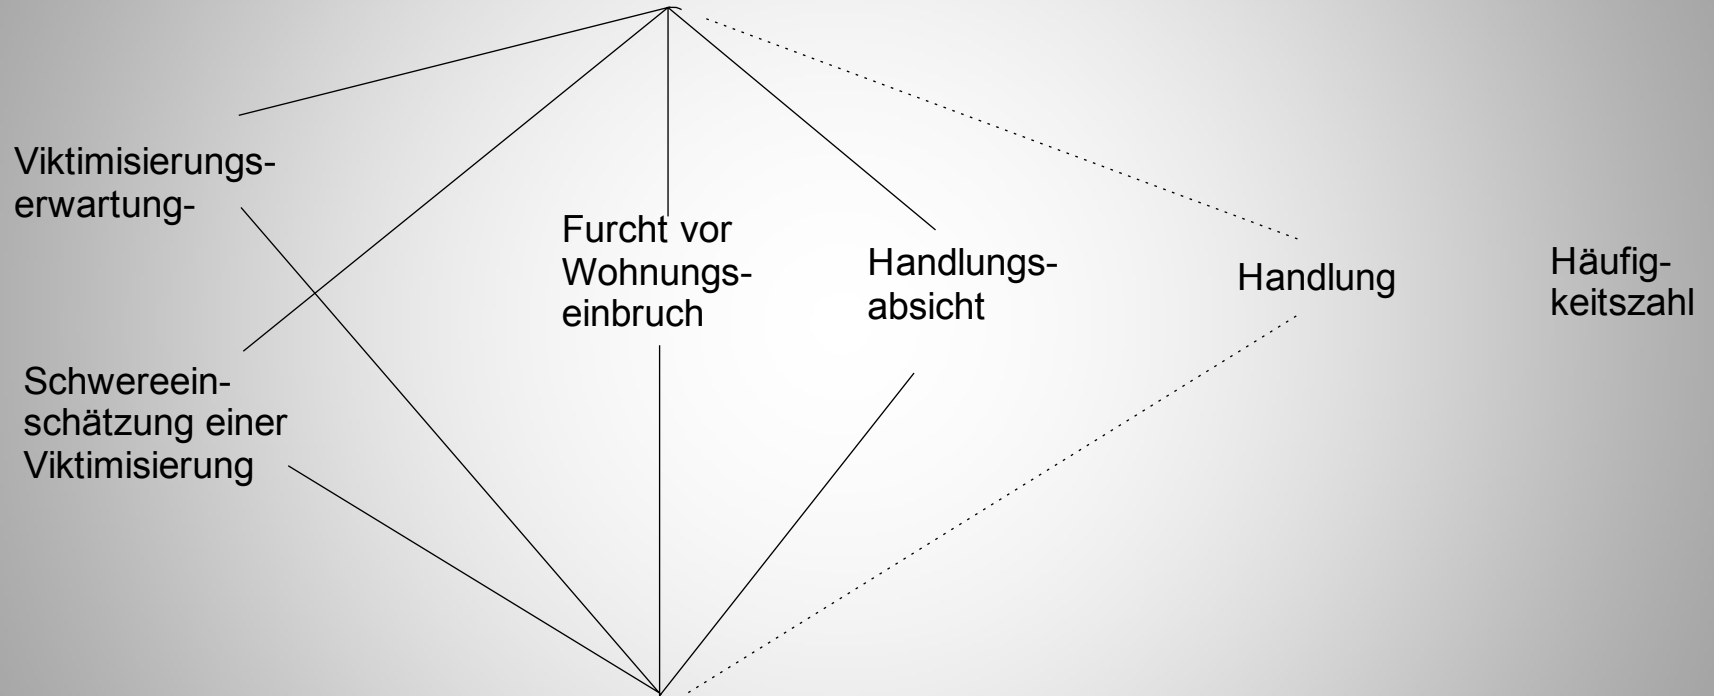 Viktimisierungs-
erwartung-
Schwereein-
schätzung einer
Viktimisierung
Furcht vor
Wohnungs-
einbruch
Handlungs-
absicht
Handlung
Häufig-
keitszahl